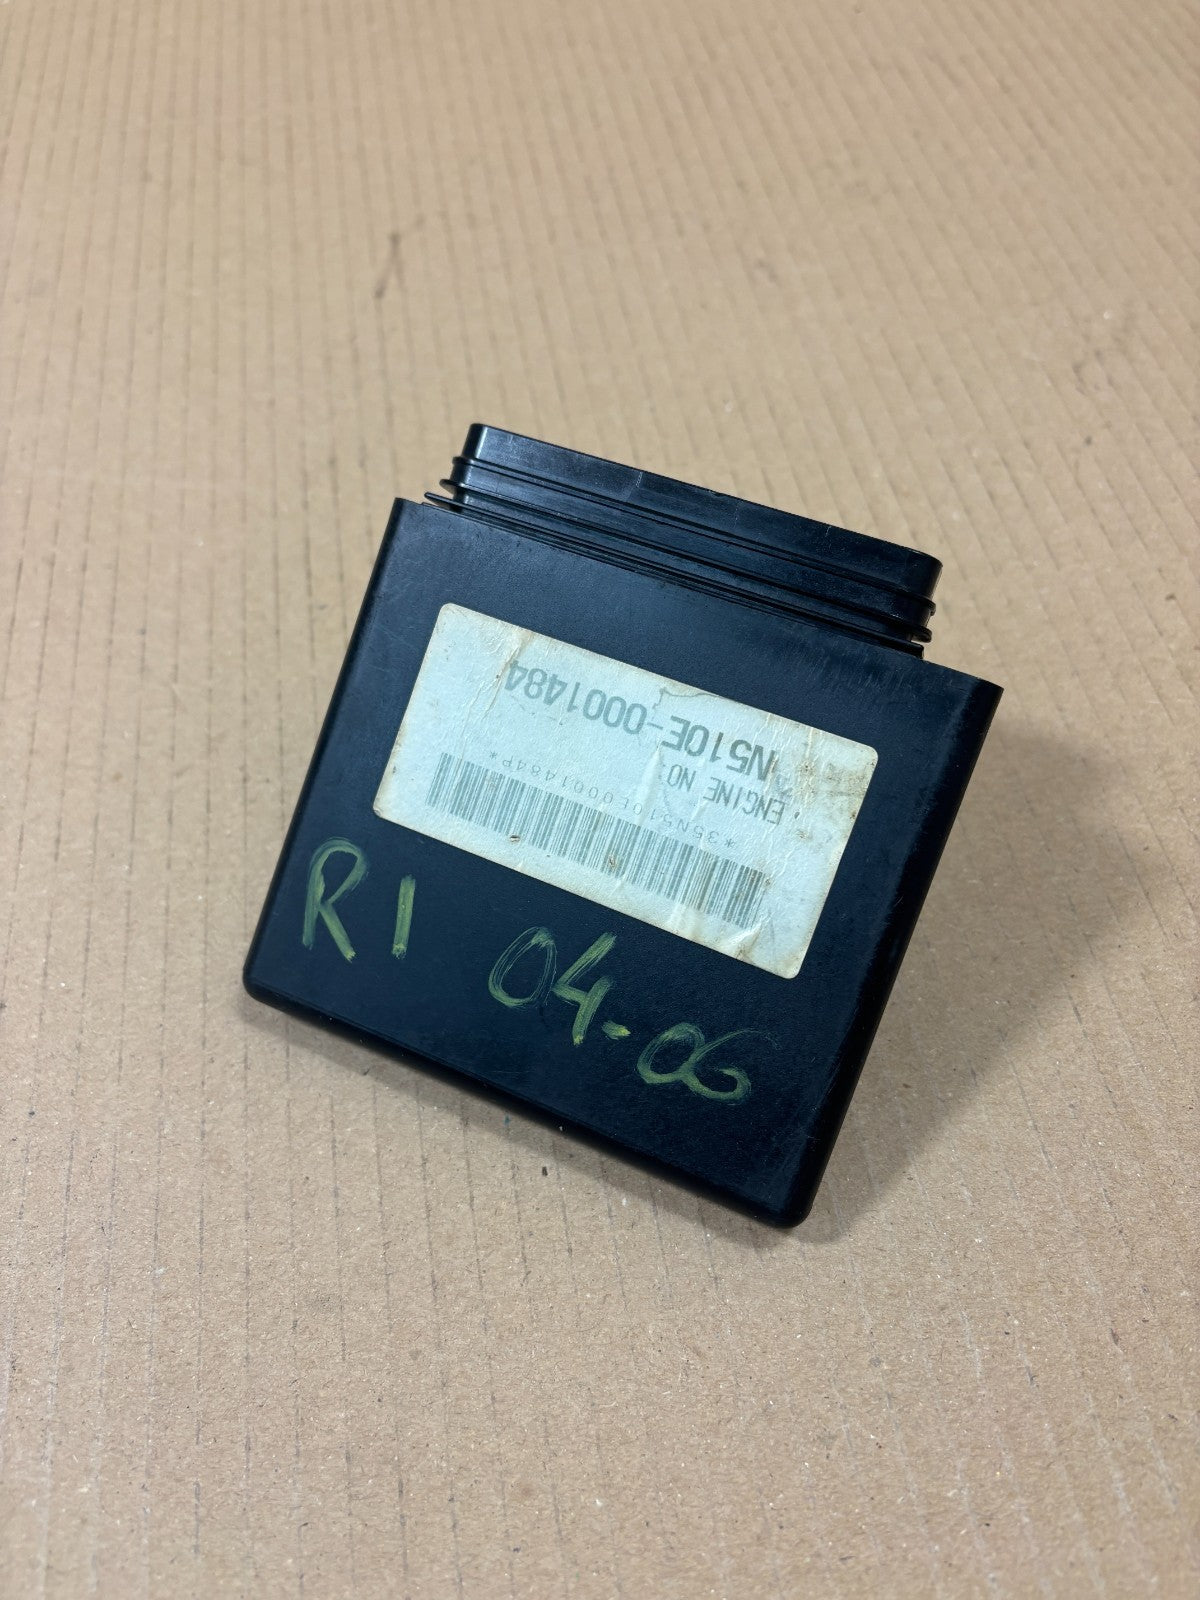 ENGINE NO.
N510E-0001484
*35N510E0001484P*
R1 04-06